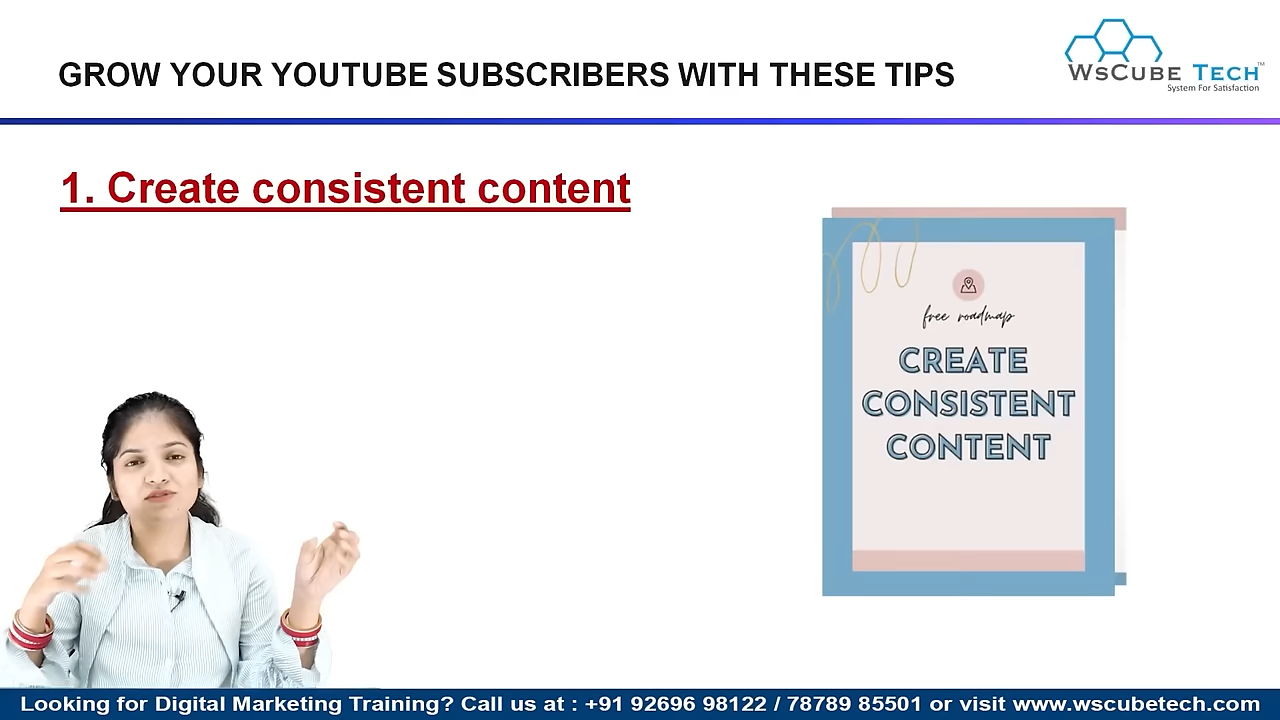 GROW YOUR YOUTUBE SUBSCRIBERS WITH THESE TIPS
WsCube Tech™
System For Satisfaction
1. Create consistent content
free roadmap
CREATE
CONSISTENT
CONTENT
Looking for Digital Marketing Training? Call us at : +91 92696 98122 / 78789 85501 or visit www.wscubetech.com